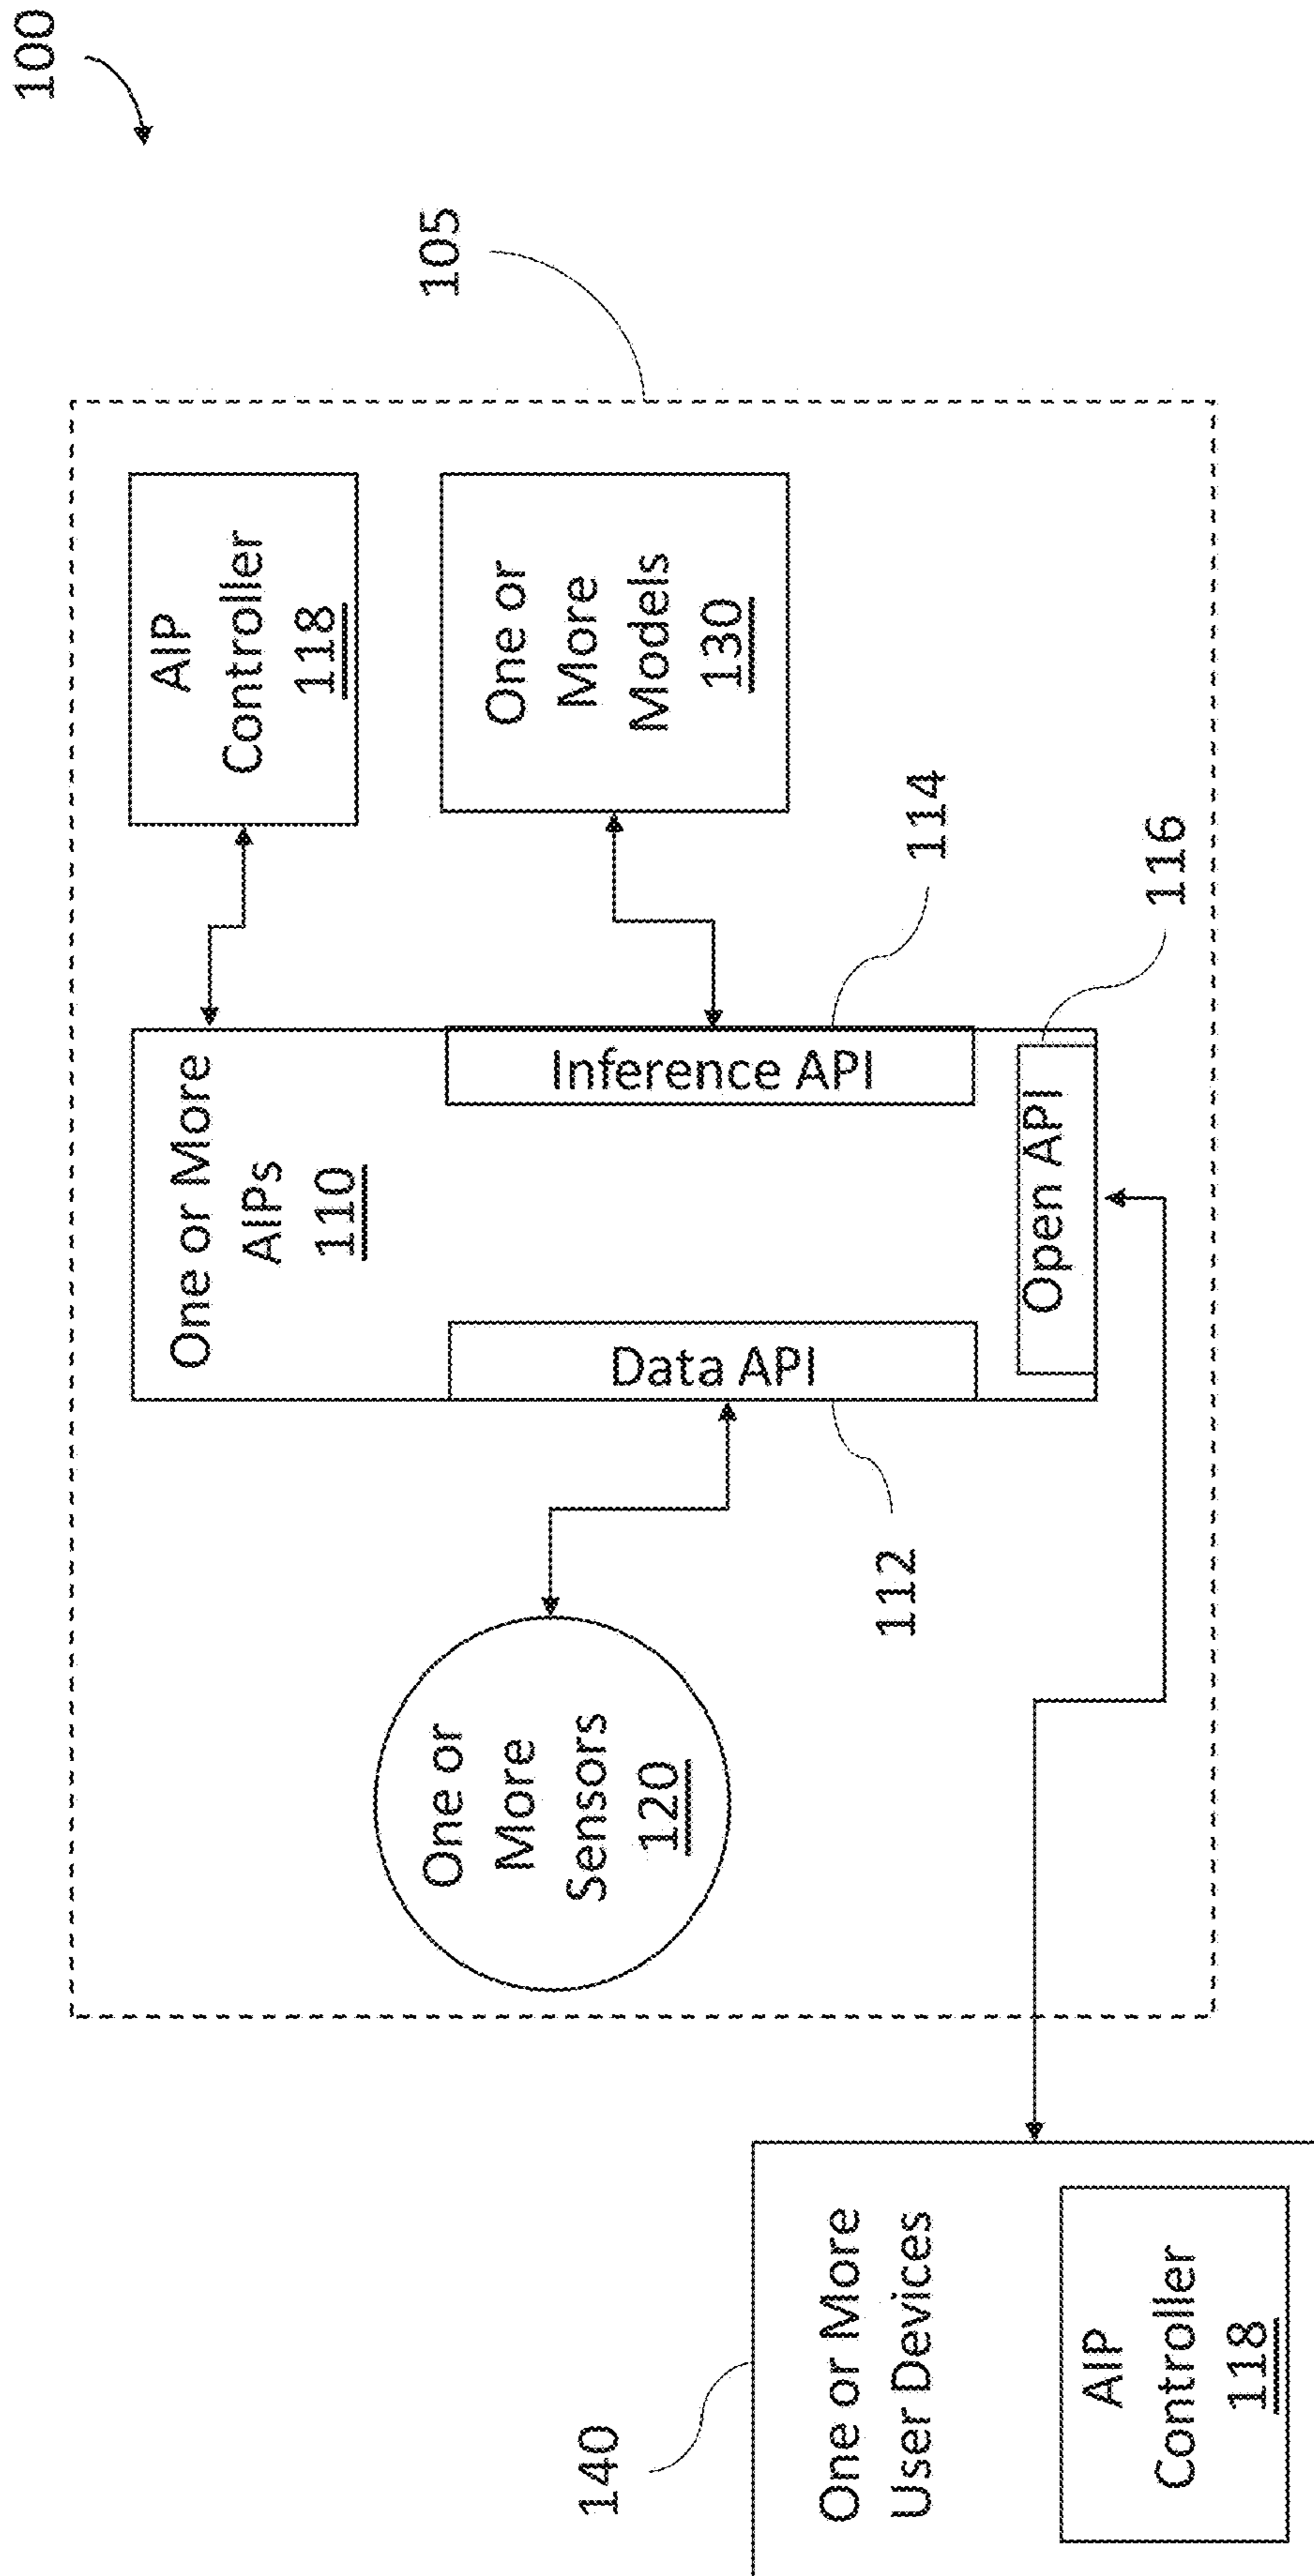 100
105
AIP
Controller
118
One or
More
Models
130
One or More
AIPs
110
Inference API
114
Data API
112
Open API
116
One or
More
Sensors
120
140
One or More
User Devices
AIP
Controller
118